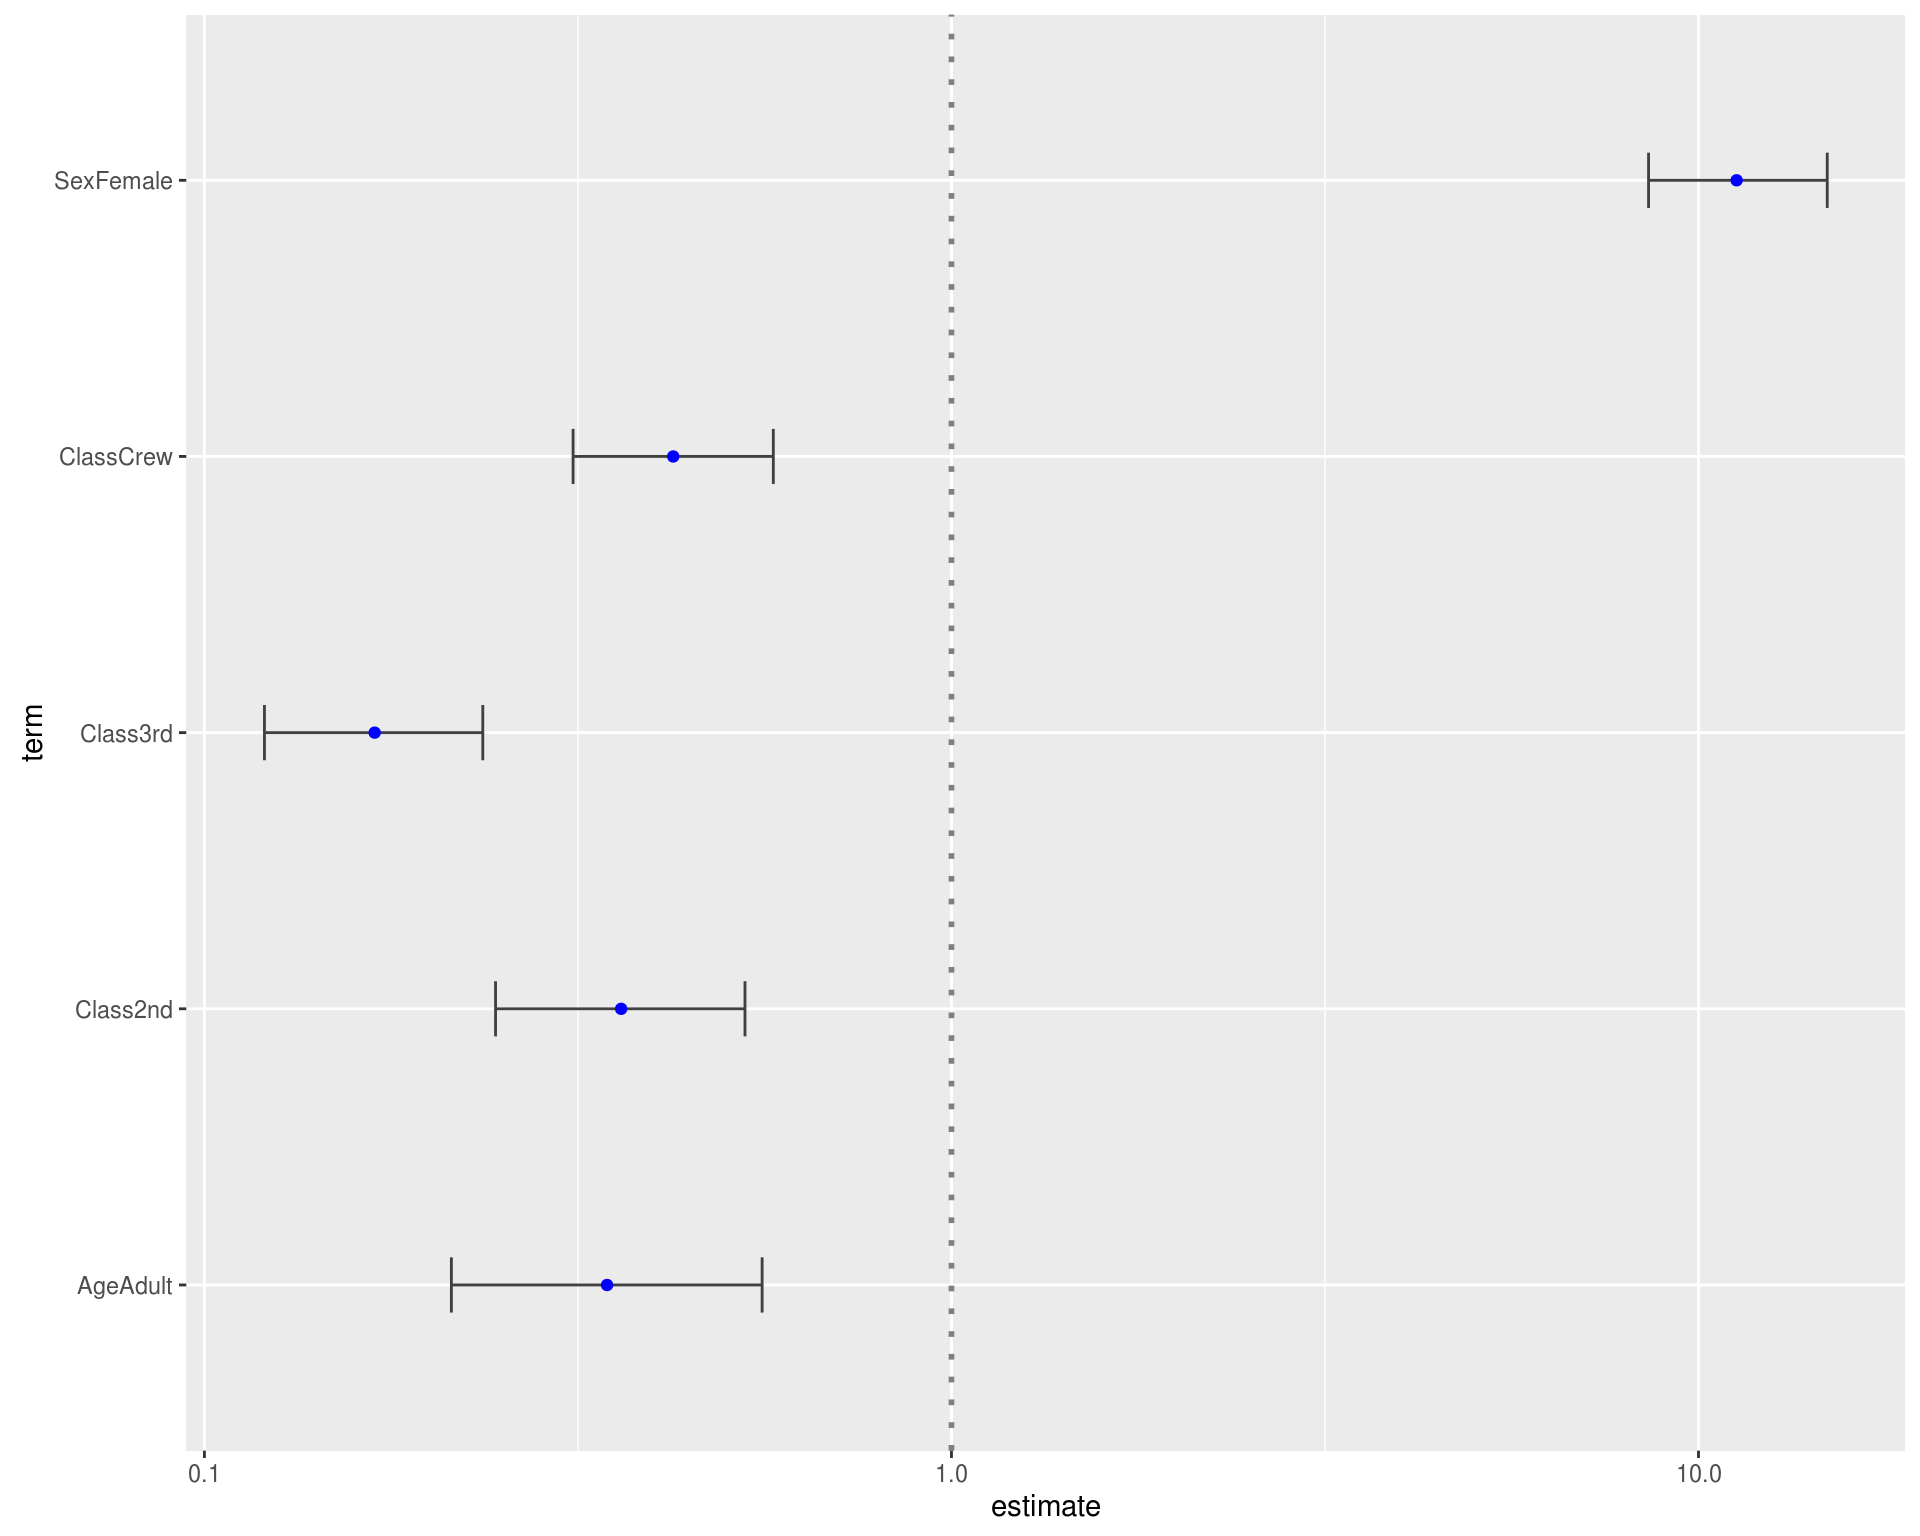 SexFemale
ClassCrew
Class3rd
Class2nd
AgeAdult
term
0.1
1.0
10.0
estimate